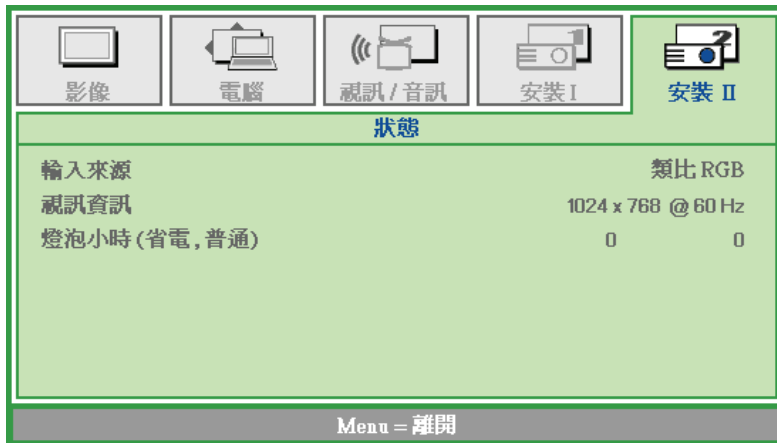 影像
電腦
視訊 / 音訊
安裝 I
安裝 II
狀態
輸入來源 類比 RGB
視訊資訊 1024 x 768 @ 60 Hz
燈泡小時 (省電 , 普通) 0 0
Menu = 離開